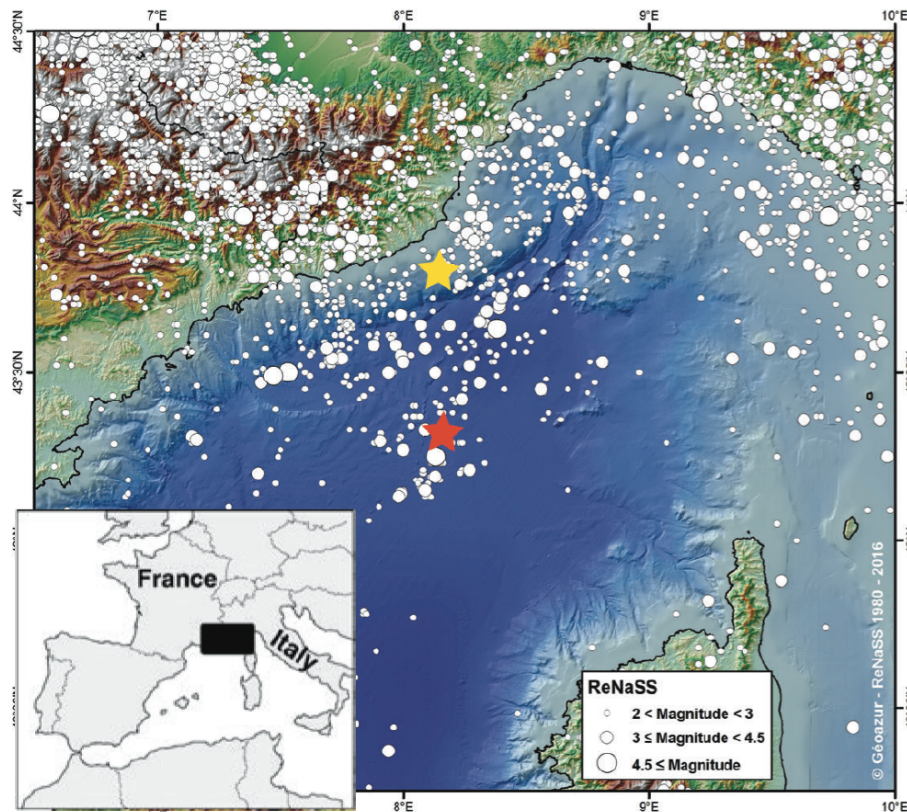 7°E 8°E 9°E 10°E
44°30'N
44°N
43°30'N
France
Italy
ReNaSS
2 < Magnitude < 3
3 ≤ Magnitude < 4.5
4.5 ≤ Magnitude
© Géoazur - ReNaSS 1980 - 2016
8°E 9°E 10°E